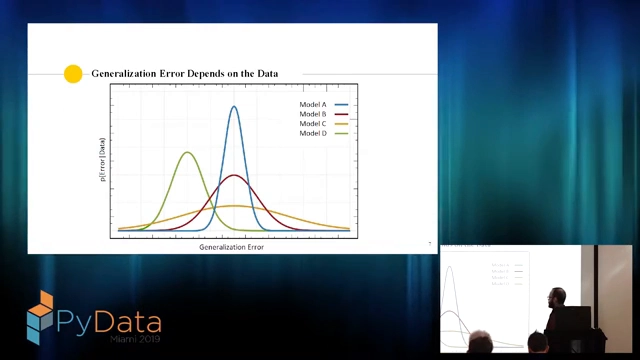 Generalization Error Depends on the Data
Model A
Model B
Model C
Model D
p(Error|Data)
Generalization Error
7
PyData
Miami 2019